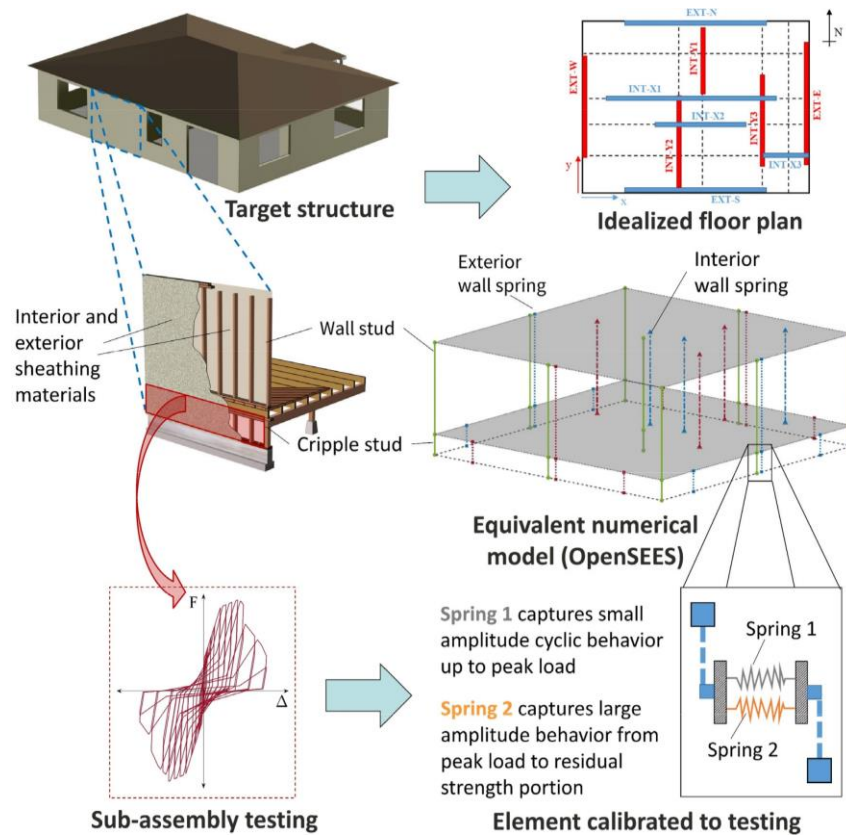 EXT-N
N
EXT-W
INT-Y1
INT-X1
INT-X2
INT-Y2
INT-Y3
EXT-E
INT-X3
y
x
EXT-S
Target structure
Idealized floor plan
Exterior
wall spring
Interior
wall spring
Interior and
exterior
sheathing
materials
Wall stud
Cripple stud
Equivalent numerical
model (OpenSEES)
F
Δ
Spring 1 captures small
amplitude cyclic behavior
up to peak load
Spring 2 captures large
amplitude behavior from
peak load to residual
strength portion
Spring 1
Spring 2
Sub-assembly testing
Element calibrated to testing